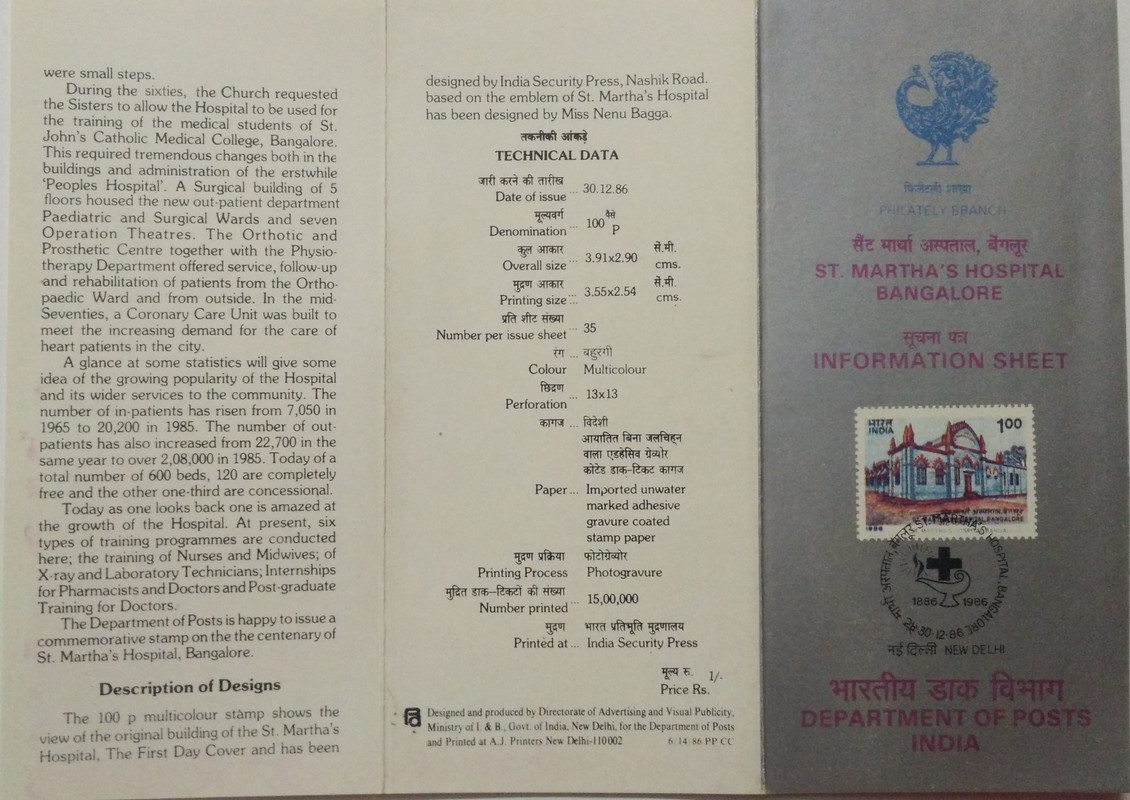 were small steps.
During the sixties, the Church requested
the Sisters to allow the Hospital to be used for
the training of the medical students of St.
John's Catholic Medical College, Bangalore.
This required tremendous changes both in the
buildings and administration of the erstwhile
'Peoples Hospital'. A Surgical building of 5
floors housed the new out-patient department
Paediatric and Surgical Wards and seven
Operation Theatres. The Orthotic and
Prosthetic Centre together with the Physio-
therapy Department offered service, follow-up
and rehabilitation of patients from the Ortho-
paedic Ward and from outside. In the mid-
Seventies, a Coronary Care Unit was built to
meet the increasing demand for the care of
heart patients in the city.
A glance at some statistics will give some
idea of the growing popularity of the Hospital
and its wider services to the community. The
number of in-patients has risen from 7,050 in
1965 to 20,200 in 1985. The number of out-
patients has also increased from 22,700 in the
same year to over 2,08,000 in 1985. Today of a
total number of 600 beds, 120 are completely
free and the other one-third are concessional.
Today as one looks back one is amazed at
the growth of the Hospital. At present, six
types of training programmes are conducted
here; the training of Nurses and Midwives; of
X-ray and Laboratory Technicians; Internships
for Pharmacists and Doctors and Post-graduate
Training for Doctors.
The Department of Posts is happy to issue a
commemorative stamp on the the centenary of
St. Martha's Hospital, Bangalore.
Description of Designs
The 100 p multicolour stamp shows the
view of the original building of the St. Martha's
Hospital, The First Day Cover and has been
designed by India Security Press, Nashik Road.
based on the emblem of St. Martha's Hospital
has been designed by Miss Nenu Bagga.
तकनीकी आंकड़े
TECHNICAL DATA
जारी करने की तारीख
Date of issue ... 30.12.86
मूल्यवर्ग
Denomination ... 100 पैसे P
कुल आकार
Overall size ... 3.91x2.90 से.मी. cms.
मुद्रण आकार
Printing size ... 3.55x2.54 से.मी. cms.
प्रति शीट संख्या
Number per issue sheet ... 35
रंग ... बहुरंगी
Colour Multicolour
छिद्रण
Perforation ... 13x13
कागज ... विदेशी
आयातित बिना जलचिहन
वाला एडहेसिव ग्रेव्योर
कोटेड डाक-टिकट कागज
Paper ... Imported unwater
marked adhesive
gravure coated
stamp paper
मुद्रण प्रक्रिया फोटोग्रेव्योर
Printing Process Photogravure
मुद्रित डाक-टिकटों की संख्या
Number printed ... 15,00,000
मुद्रण भारत प्रतिभूति मुद्रणालय
Printed at ... India Security Press
मूल्य रु. 1/.
Price Rs.
Designed and produced by Directorate of Advertising and Visual Publicity,
Ministry of I. & B., Govt. of India, New Delhi, for the Department of Posts
and Printed at A.J. Printers New Delhi-110002 6/14/86 PP CC
फिलैटली शाखा
PHILATELY BRANCH
सैंट मार्था अस्पताल, बेंगलूर
ST. MARTHA'S HOSPITAL
BANGALORE
सूचना पत्र
INFORMATION SHEET
भारत
INDIA
1.00
1986
ST. MARTHA'S HOSPITAL, BANGALORE
सेंट मार्था अस्पताल, बेंगलूर, ST. MARTHA'S HOSPITAL, BANGALORE
1886 1986
30-12-86
नई दिल्ली NEW DELHI
भारतीय डाक विभाग
DEPARTMENT OF POSTS
INDIA